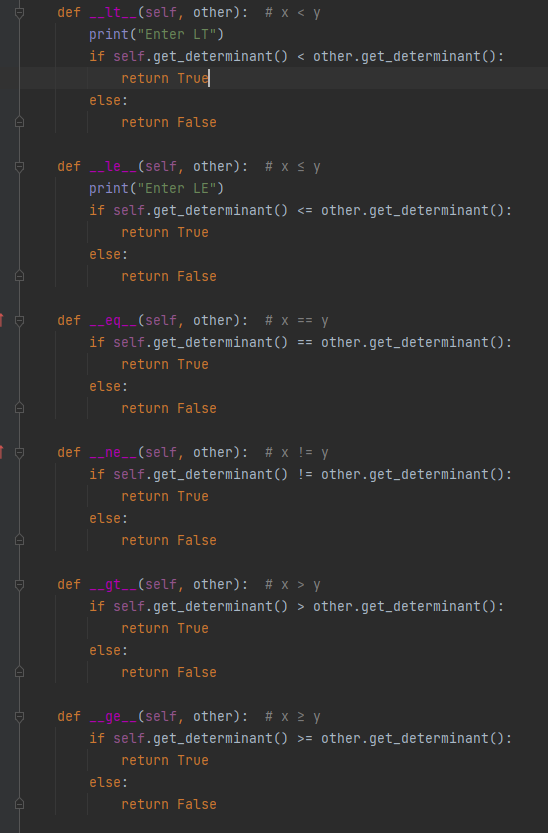 def __lt__(self, other):  # x < y
    print("Enter LT")
    if self.get_determinant() < other.get_determinant():
        return True
    else:
        return False

def __le__(self, other):  # x ≤ y
    print("Enter LE")
    if self.get_determinant() <= other.get_determinant():
        return True
    else:
        return False

def __eq__(self, other):  # x == y
    if self.get_determinant() == other.get_determinant():
        return True
    else:
        return False

def __ne__(self, other):  # x != y
    if self.get_determinant() != other.get_determinant():
        return True
    else:
        return False

def __gt__(self, other):  # x > y
    if self.get_determinant() > other.get_determinant():
        return True
    else:
        return False

def __ge__(self, other):  # x ≥ y
    if self.get_determinant() >= other.get_determinant():
        return True
    else:
        return False